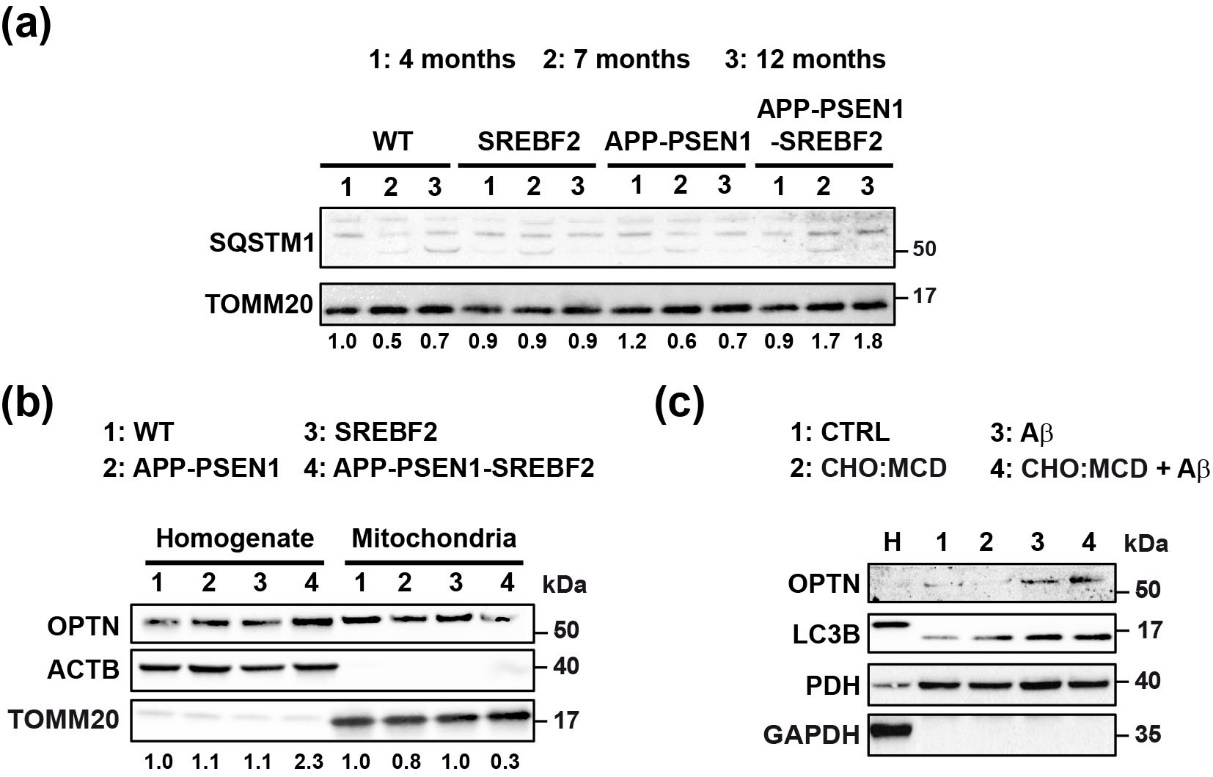 (a)
1: 4 months 2: 7 months 3: 12 months
APP-PSEN1
WT SREBF2 APP-PSEN1 -SREBF2
1 2 3 1 2 3 1 2 3 1 2 3
SQSTM1 50
TOMM20 17
1.0 0.5 0.7 0.9 0.9 0.9 1.2 0.6 0.7 0.9 1.7 1.8
(b)
1: WT 3: SREBF2
2: APP-PSEN1 4: APP-PSEN1-SREBF2
Homogenate Mitochondria
1 2 3 4 1 2 3 4 kDa
OPTN 50
ACTB 40
TOMM20 17
1.0 1.1 1.1 2.3 1.0 0.8 1.0 0.3
(c)
1: CTRL 3: Aβ
2: CHO:MCD 4: CHO:MCD + Aβ
H 1 2 3 4 kDa
OPTN 50
LC3B 17
PDH 40
GAPDH 35